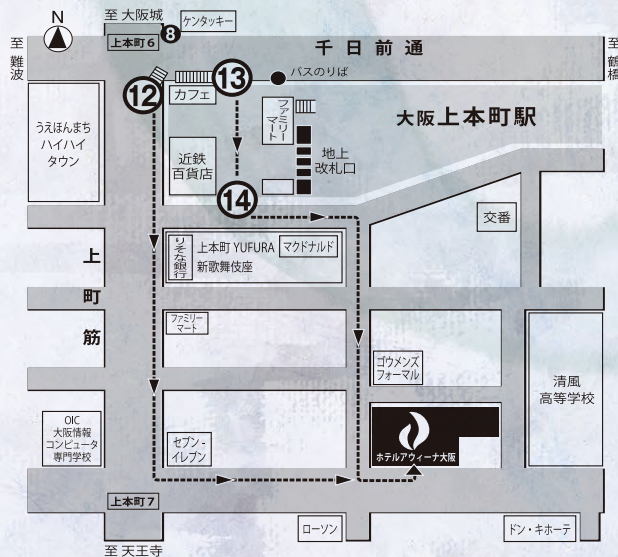 N
至 大阪城
ケンタッキー
8
上本町6
千日前通
至
難
波
至
鶴
橋
12
13
カフェ
バスのりば
うえほんまち
ハイハイ
タウン
近鉄
百貨店
ファミリー
マート
地上
改札口
大阪上本町駅
14
交番
りそな銀行
上本町 YUFURA
マクドナルド
新歌舞伎座
上
町
筋
ファミリー
マート
ゴウメンズ
フォーマル
清風
高等学校
OIC
大阪情報
コンピュータ
専門学校
セブン-
イレブン
ホテルアウィーナ大阪
上本町7
ローソン
ドン・キホーテ
至 天王寺